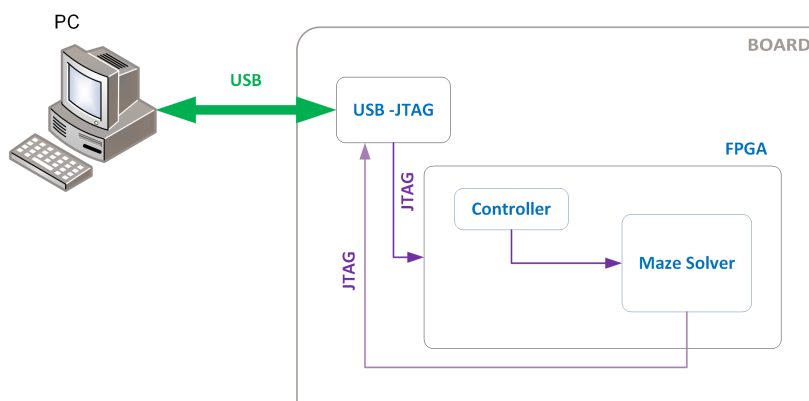 PC
BOARD
USB
USB -JTAG
FPGA
JTAG
Controller
JTAG
Maze Solver